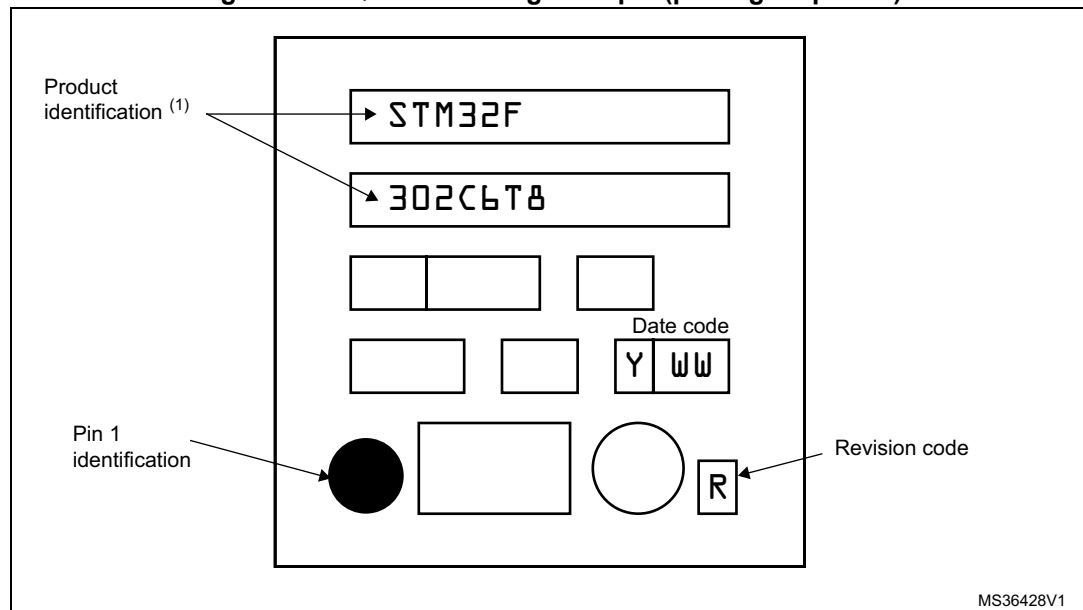 Product
identification (1)
STM32F
302C6T8
Date code
Y WW
Pin 1
identification
Revision code
R
MS36428V1